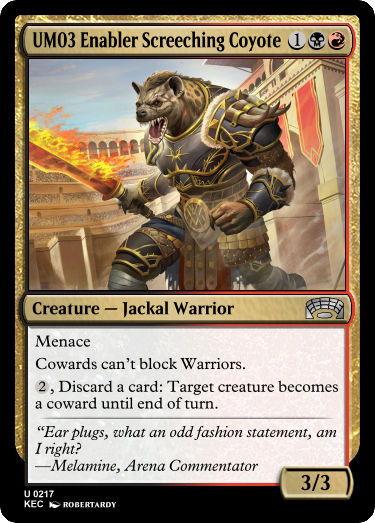 UM03 Enabler Screeching Coyote 1
Creature — Jackal Warrior
Menace
Cowards can't block Warriors.
2, Discard a card: Target creature becomes
a coward until end of turn.
“Ear plugs, what an odd fashion statement, am
I right?
—Melamine, Arena Commentator
3/3
U 0217
KEC ROBERTARDY